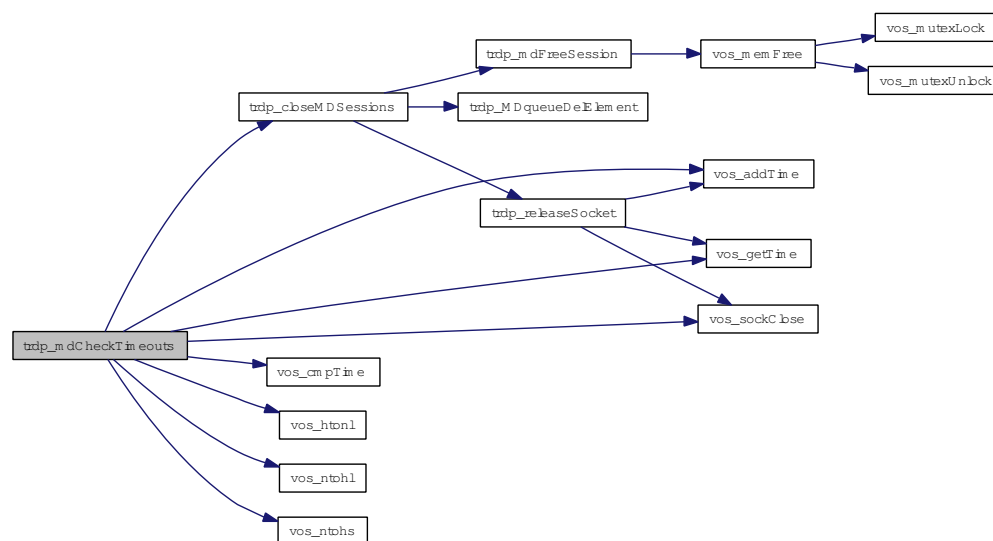 vos_mutexLock
trdp_mdFreeSession
vos_memFree
vos_mutexUnlock
trdp_closeMDSessions
trdp_MDqueueDelElement
vos_addTime
trdp_releaseSocket
vos_getTime
vos_sockClose
trdp_mdCheckTimeouts
vos_cmpTime
vos_htonl
vos_ntohl
vos_ntohs